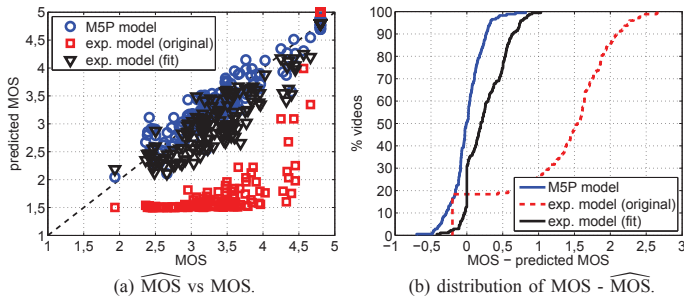 5
4,5
4
3,5
3
2,5
2
1,5
1
predicted MOS
M5P model
exp. model (original)
exp. model (fit)
1 1,5 2 2,5 3 3,5 4 4,5 5
MOS
(a) M̂OS vs MOS.
100
90
80
70
60
50
40
30
20
10
0
% videos
M5P model
exp. model (original)
exp. model (fit)
−1 −0,5 0 0,5 1 1,5 2 2,5 3
MOS − predicted MOS
(b) distribution of MOS - M̂OS.